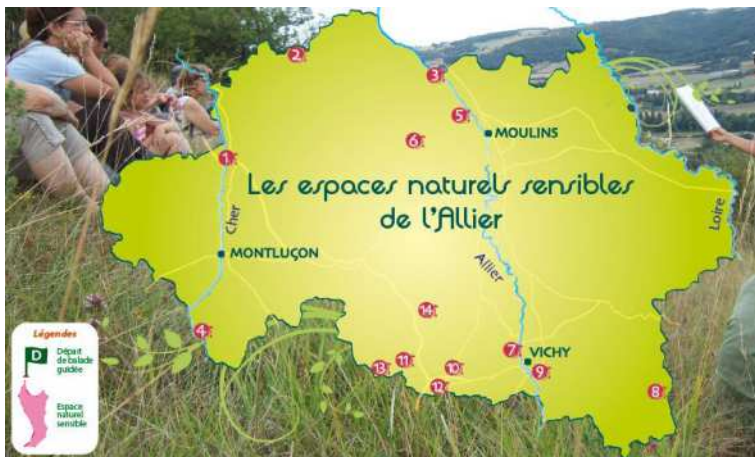 2
3
5
MOULINS
6
1
Les espaces naturels sensibles
de l'Allier
Cher
Loire
MONTLUÇON
Allier
14
4
7
VICHY
13
11
10
9
12
8
Légendes
D
Départ
de balade
guidée
Espace
naturel
sensible